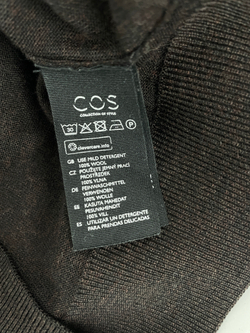 COS
COLLECTION OF STYLE
30
P
clevercare.info
GB USE MILD DETERGENT
100% WOOL
CZ POUŽIJTE JEMNÝ PRACÍ
PROSTŘEDEK
100% VLNA
DE FEINWASCHMITTEL
VERWENDEN
100% WOLLE
EE KASUTA MAHEDAT
PESUVAHENDIT
100% VILL
ES UTILIZAR UN DETERGENTE
PARA PRENDAS DELICADAS